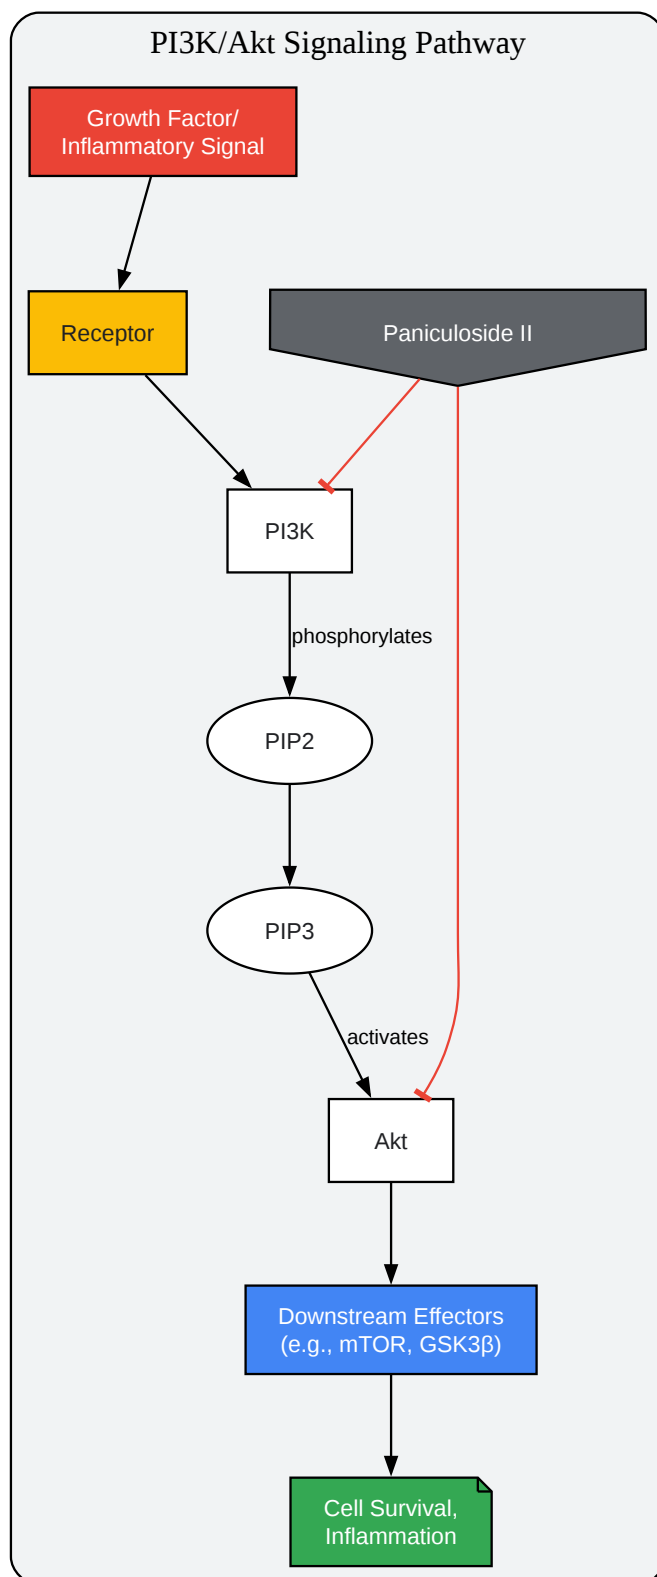 PI3K/Akt Signaling Pathway
Growth Factor/
Inflammatory Signal
Receptor
Paniculoside II
PI3K
phosphorylates
PIP2
PIP3
activates
Akt
Downstream Effectors
(e.g., mTOR, GSK3β)
Cell Survival,
Inflammation